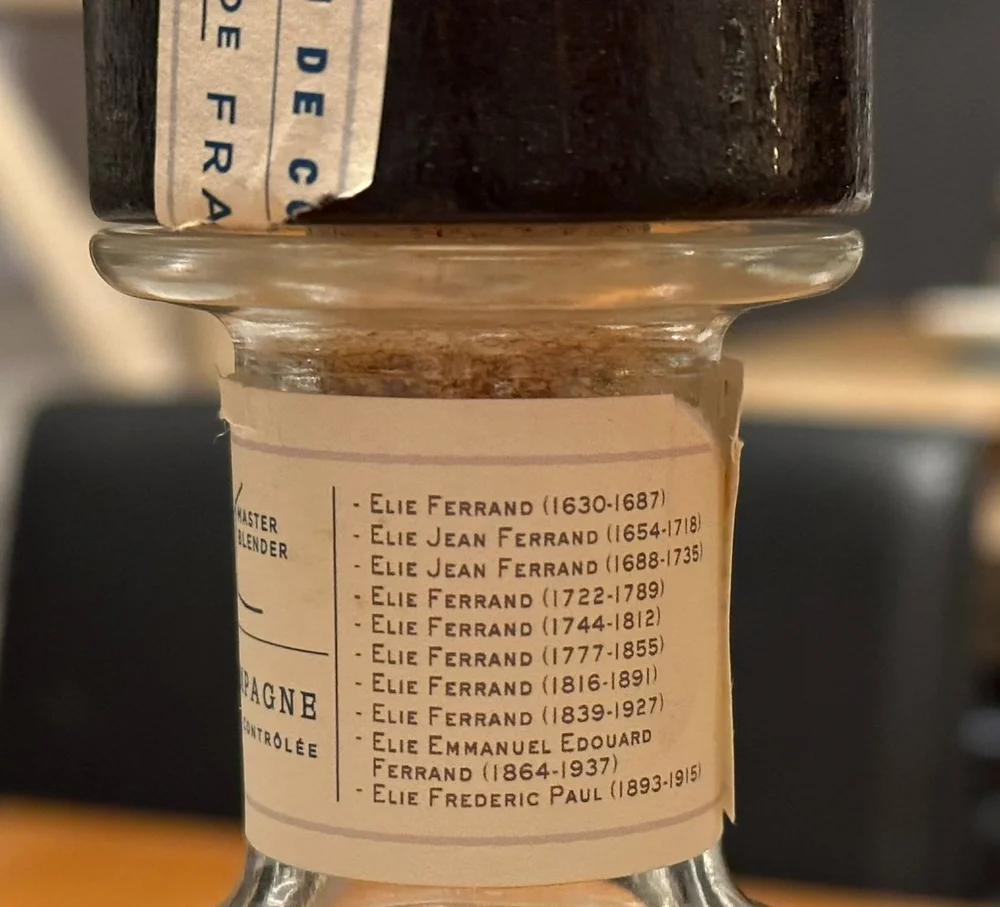 DE FRA
DE CO
MASTER
BLENDER
PAGNE
CONTRÔLÉE
- ELIE FERRAND (1630-1687)
- ELIE JEAN FERRAND (1654-1718)
- ELIE JEAN FERRAND (1688-1735)
- ELIE FERRAND (1722-1789)
- ELIE FERRAND (1744-1812)
- ELIE FERRAND (1777-1855)
- ELIE FERRAND (1816-1891)
- ELIE FERRAND (1839-1927)
- ELIE EMMANUEL EDOUARD
FERRAND (1864-1937)
- ELIE FREDERIC PAUL (1893-1915)